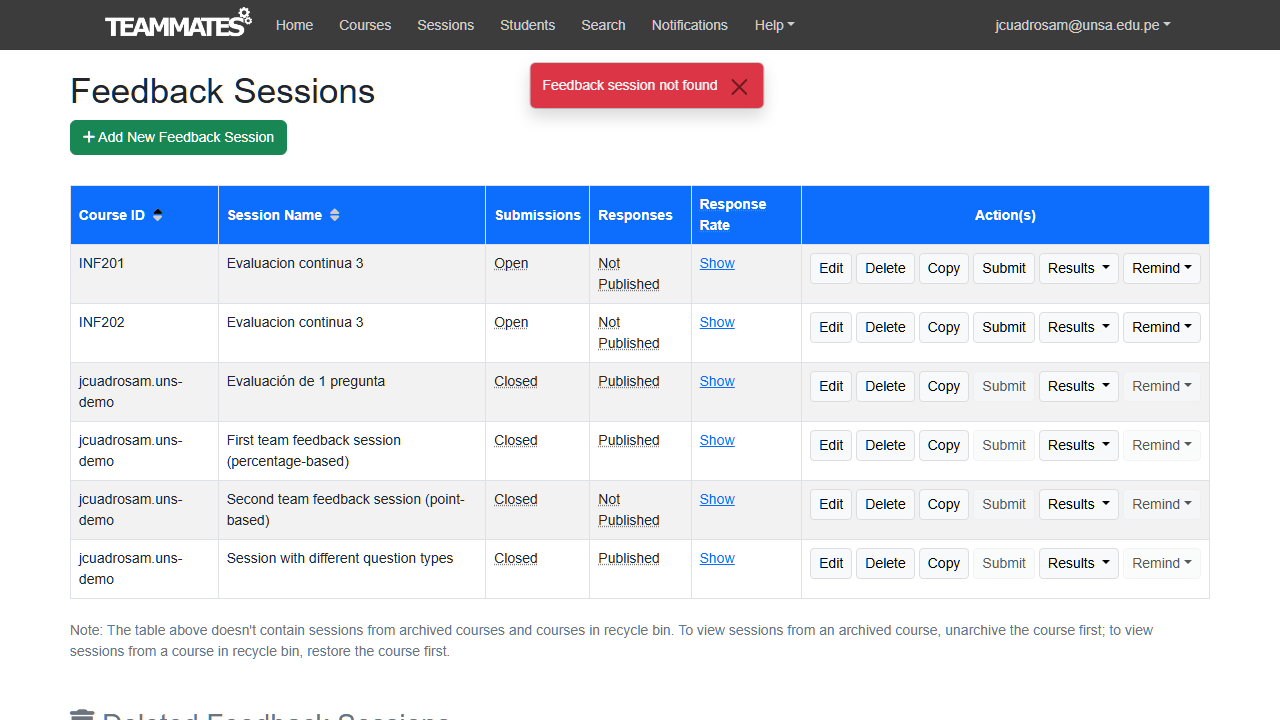 TEAMMATES Home Courses Sessions Students Search Notifications Help jcuadrosam@unsa.edu.pe
Feedback session not found
Feedback Sessions
+ Add New Feedback Session
Course ID Session Name Submissions Responses Response Rate Action(s)
INF201 Evaluacion continua 3 Open Not Published Show Edit Delete Copy Submit Results Remind
INF202 Evaluacion continua 3 Open Not Published Show Edit Delete Copy Submit Results Remind
jcuadrosam.uns-demo Evaluación de 1 pregunta Closed Published Show Edit Delete Copy Submit Results Remind
jcuadrosam.uns-demo First team feedback session (percentage-based) Closed Published Show Edit Delete Copy Submit Results Remind
jcuadrosam.uns-demo Second team feedback session (point-based) Closed Not Published Show Edit Delete Copy Submit Results Remind
jcuadrosam.uns-demo Session with different question types Closed Published Show Edit Delete Copy Submit Results Remind
Note: The table above doesn't contain sessions from archived courses and courses in recycle bin. To view sessions from an archived course, unarchive the course first; to view
sessions from a course in recycle bin, restore the course first.
Deleted Feedback Sessions